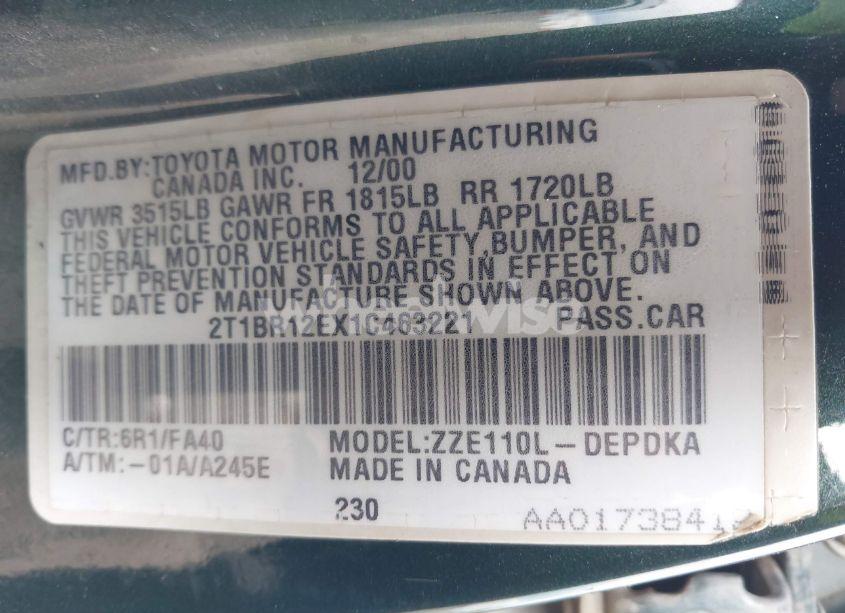 MFD.BY:TOYOTA MOTOR MANUFACTURING
CANADA INC. 12/00
GVWR 3515LB GAWR FR 1815LB RR 1720LB
THIS VEHICLE CONFORMS TO ALL APPLICABLE
FEDERAL MOTOR VEHICLE SAFETY,BUMPER, AND
THEFT PREVENTION STANDARDS IN EFFECT ON
THE DATE OF MANUFACTURE SHOWN ABOVE.
2T1BR12EX1C463221 PASS.CAR
C/TR:6R1/FA40 MODEL:ZZE110L-DEPDKA
A/TM:-01A/A245E MADE IN CANADA
230